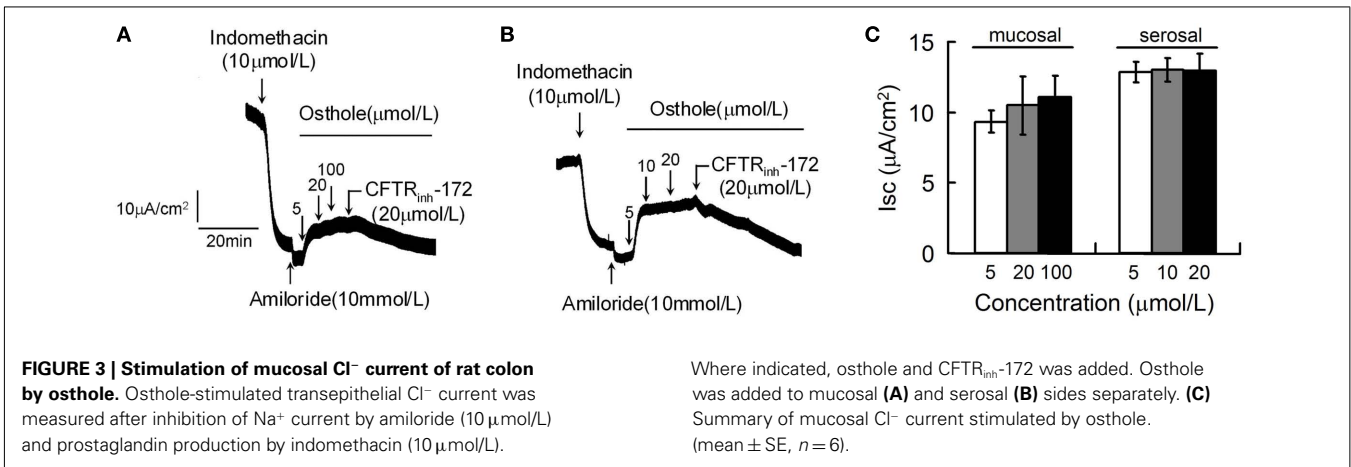 A
Indomethacin
(10μmol/L)
Osthole(μmol/L)
100
20
5
CFTRinh-172
(20μmol/L)
10μA/cm²
20min
Amiloride(10mmol/L)
B
Indomethacin
(10μmol/L)
Osthole(μmol/L)
10
20
5
CFTRinh-172
(20μmol/L)
Amiloride(10mmol/L)
C
mucosal serosal
15
10
5
0
Isc (μA/cm²)
5 20 100 5 10 20
Concentration (μmol/L)
FIGURE 3 | Stimulation of mucosal Cl⁻ current of rat colon
by osthole. Osthole-stimulated transepithelial Cl⁻ current was
measured after inhibition of Na⁺ current by amiloride (10 μmol/L)
and prostaglandin production by indomethacin (10 μmol/L).
Where indicated, osthole and CFTRinh-172 was added. Osthole
was added to mucosal (A) and serosal (B) sides separately. (C)
Summary of mucosal Cl⁻ current stimulated by osthole.
(mean ± SE, n = 6).